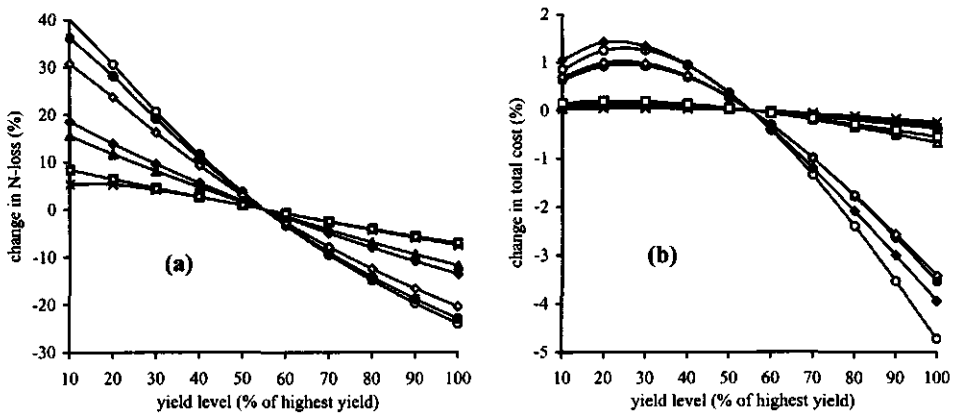 change in N-loss (%)
40
30
20
10
0
-10
-20
-30
(a)
10 20 30 40 50 60 70 80 90 100
yield level (% of highest yield)
change in total cost (%)
2
1
0
-1
-2
-3
-4
-5
(b)
10 20 30 40 50 60 70 80 90 100
yield level (% of highest yield)